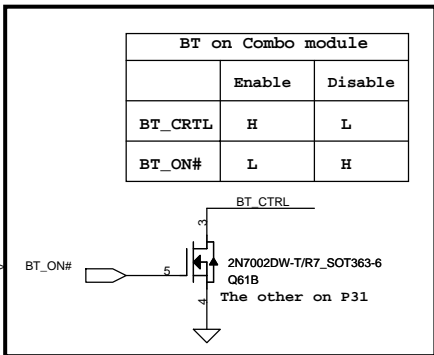 BT on Combo module
Enable Disable
BT_CRTL H L
BT_ON# L H
BT_CTRL
3
BT_ON#
5
2N7002DW-T/R7_SOT363-6
Q61B
4
The other on P31